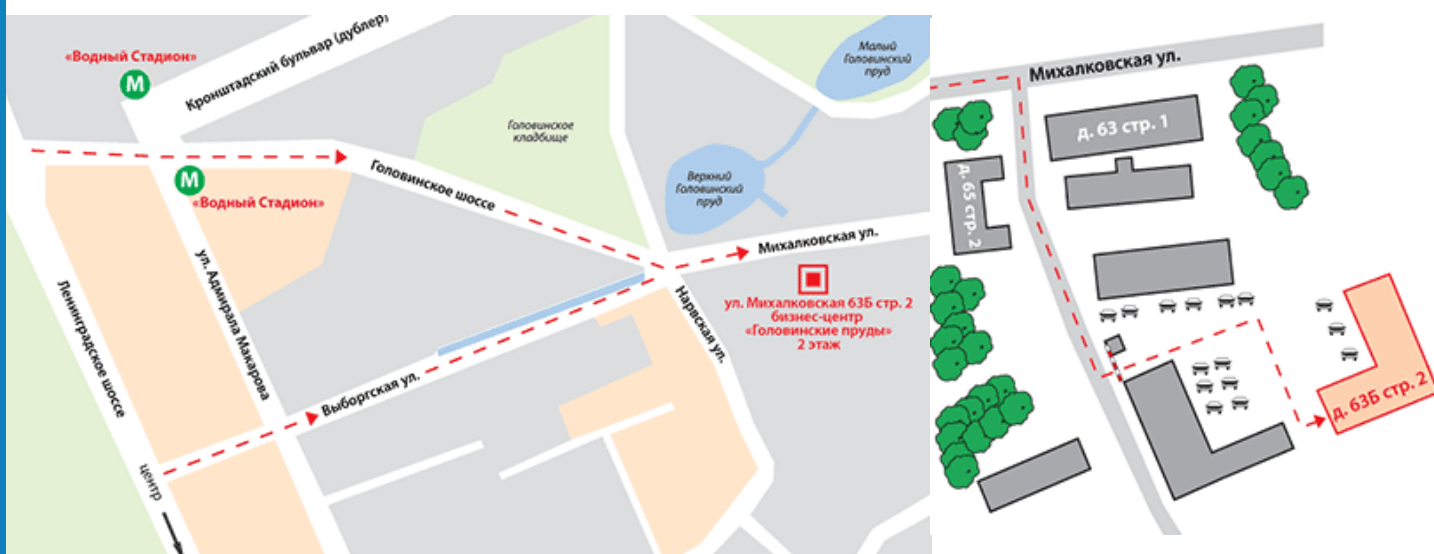 «Водный Стадион»
М
Кронштадский бульвар (дублер)
Малый
Головинский
пруд
Головинское
кладбище
Головинское шоссе
Верхний
Головинский
пруд
М
«Водный Стадион»
Михалковская ул.
ул. Михалковская 63Б стр. 2
бизнес-центр
«Головинские пруды»
2 этаж
Нарвская ул.
ул. Адмирала Макарова
Ленинградское шоссе
Выборгская ул.
центр
Михалковская ул.
д. 63 стр. 1
д. 65 стр. 2
д. 63Б стр. 2